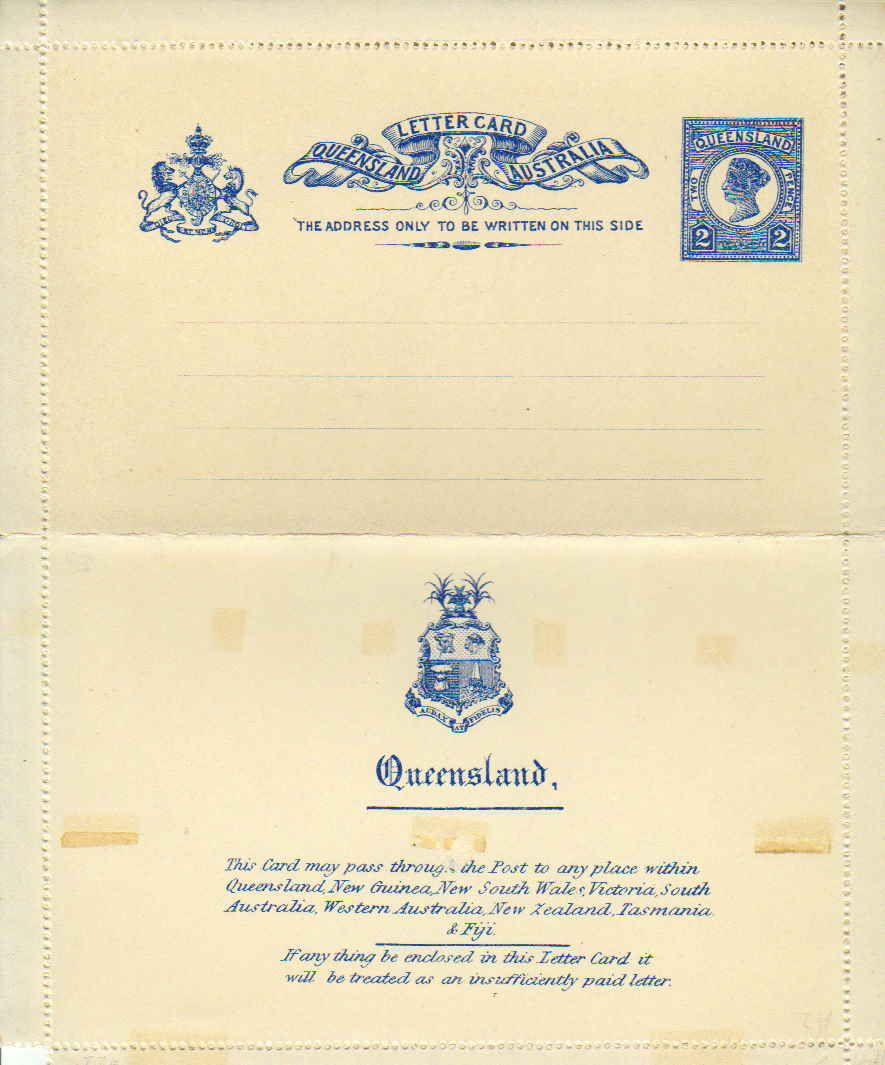 LETTER CARD
QUEENSLAND AUSTRALIA
THE ADDRESS ONLY TO BE WRITTEN ON THIS SIDE
QUEENSLAND
TWO PENCE
2 2
AUDAX AT FIDELIS
Queensland,
This Card may pass through the Post to any place within
Queensland, New Guinea, New South Wales, Victoria, South
Australia, Western Australia, New Zealand, Tasmania
& Fiji.
If any thing be enclosed in this Letter Card it
will be treated as an insufficiently paid letter.